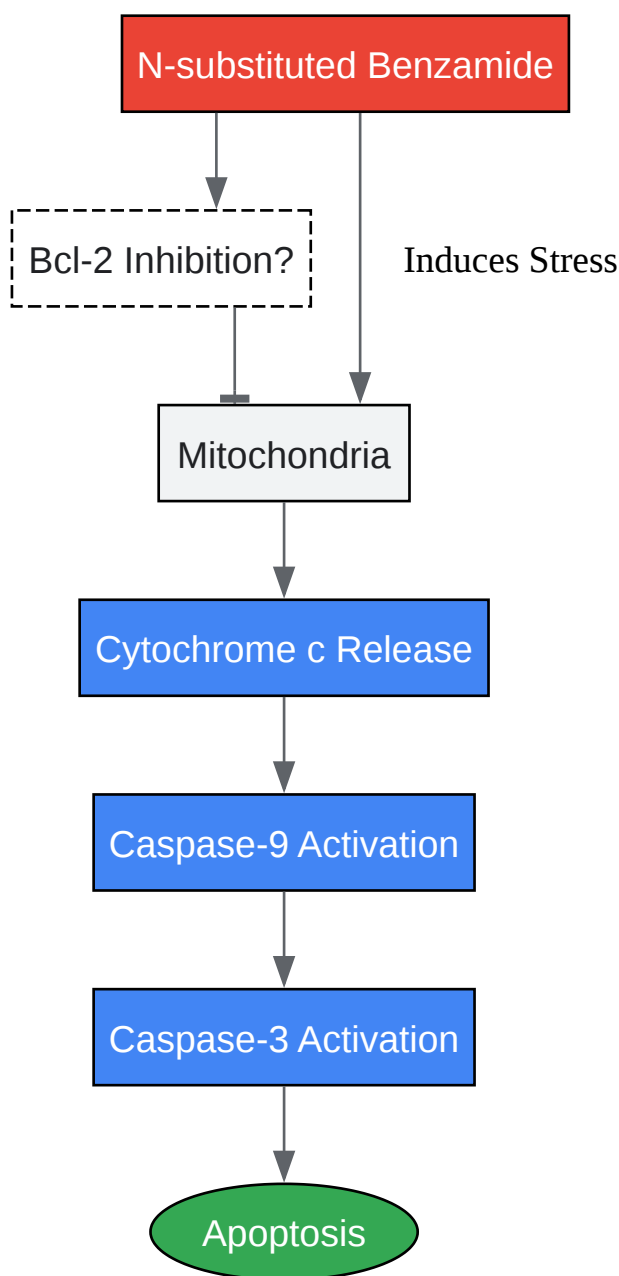 N-substituted Benzamide
Bcl-2 Inhibition?
Induces Stress
Mitochondria
Cytochrome c Release
Caspase-9 Activation
Caspase-3 Activation
Apoptosis